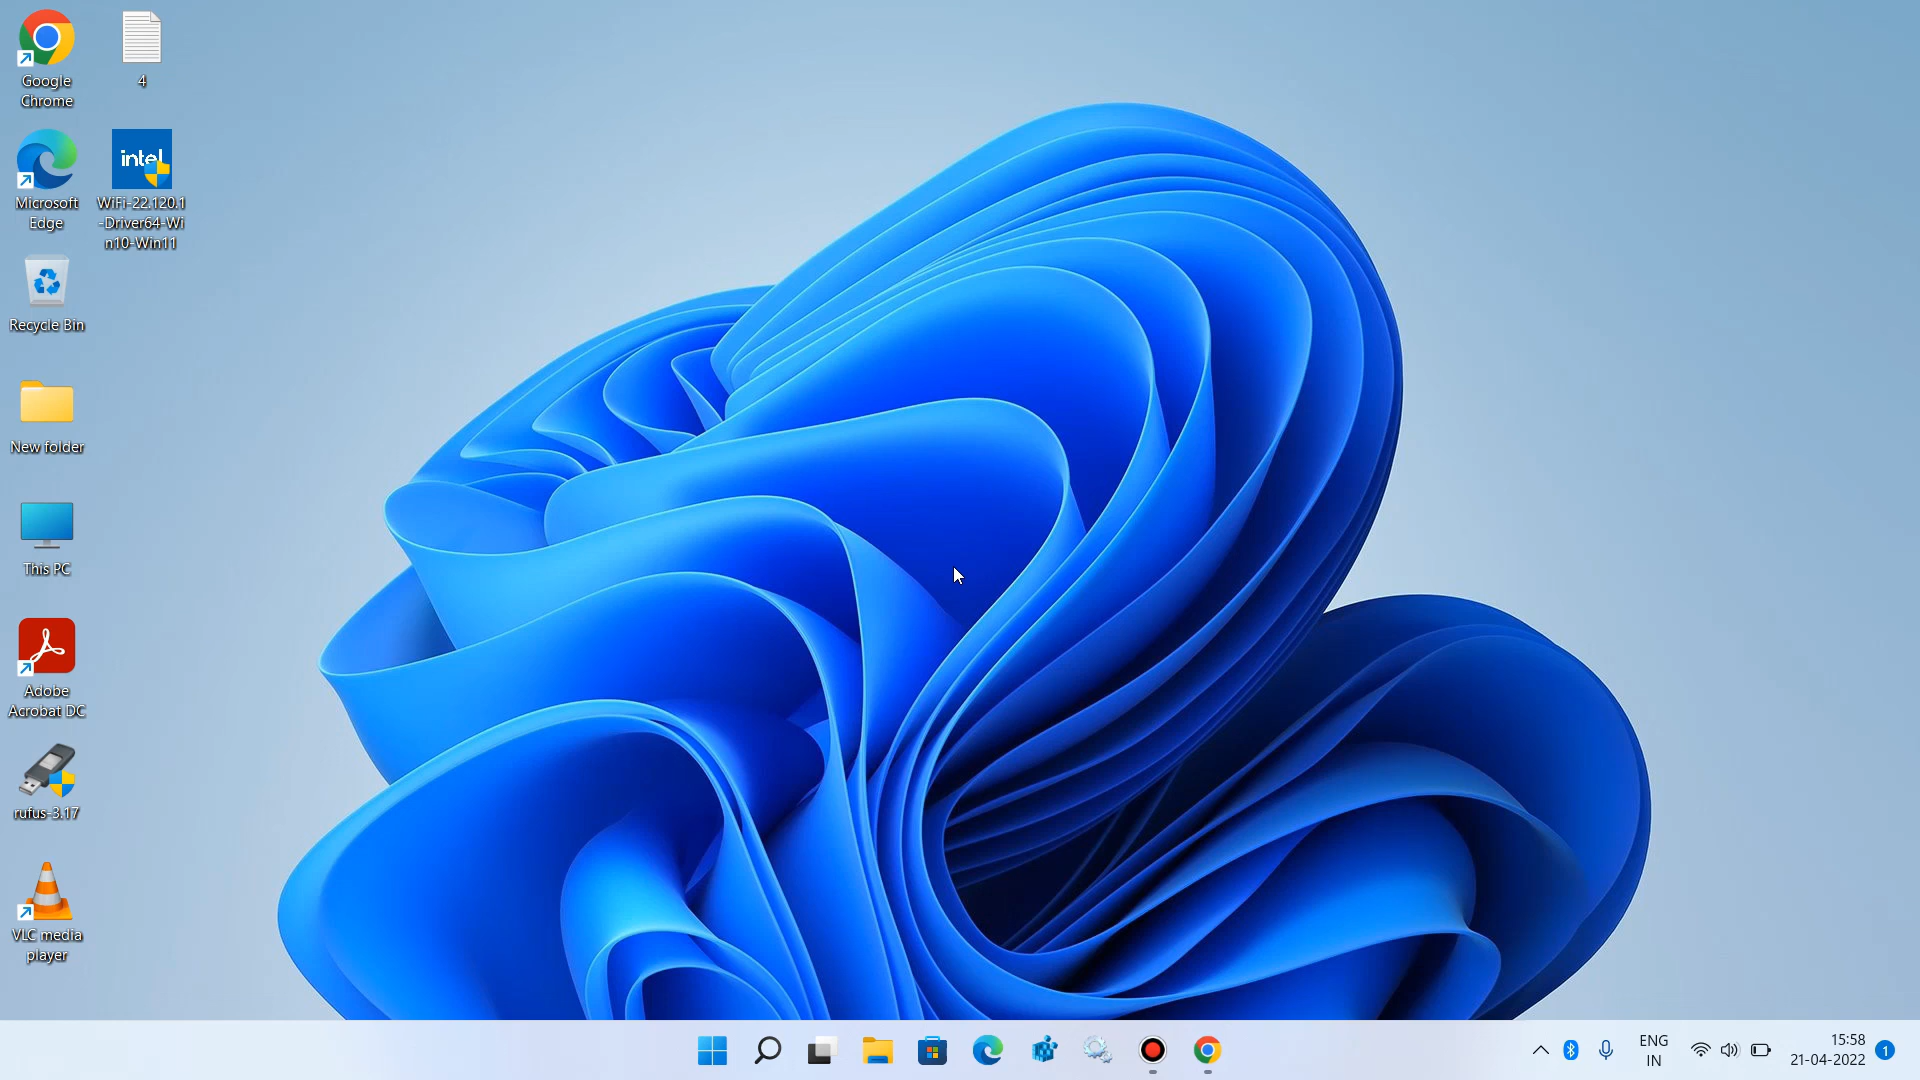 Google
Chrome
4
Microsoft
Edge
intel
WiFi-22.120.1
-Driver64-Wi
n10-Win11
Recycle Bin
New folder
This PC
Adobe
Acrobat DC
rufus-3.17
VLC media
player
ENG
IN
15:58
21-04-2022
1